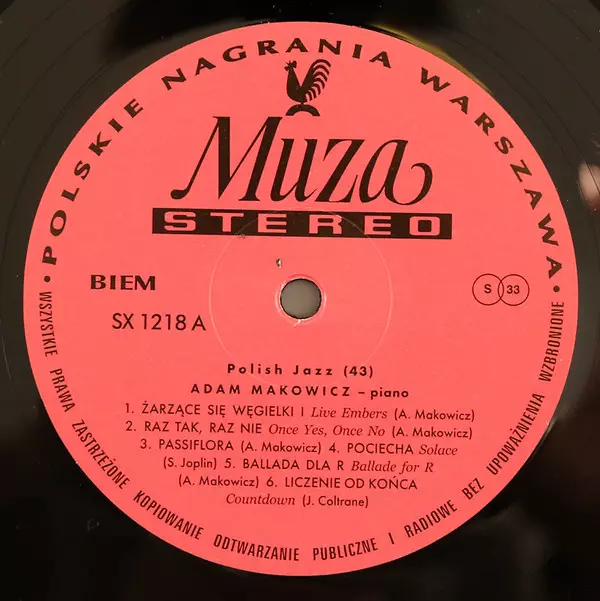 • POLSKIE NAGRANIA WARSZAWA •
Muza
STEREO
BIEM
S 33
SX 1218 A
Polish Jazz (43)
ADAM MAKOWICZ – piano
1. ŻARZĄCE SIĘ WĘGIELKI I Live Embers (A. Makowicz)
2. RAZ TAK, RAZ NIE Once Yes, Once No (A. Makowicz)
3. PASSIFLORA (A. Makowicz) 4. POCIECHA Solace
(S. Joplin) 5. BALLADA DLA R Ballade for R
(A. Makowicz) 6. LICZENIE OD KOŃCA
Countdown (J. Coltrane)
WSZYSTKIE PRAWA ZASTRZEŻONE KOPIOWANIE ODTWARZANIE PUBLICZNE I RADIOWE BEZ UPOWAŻNIENIA WZBRONIONE